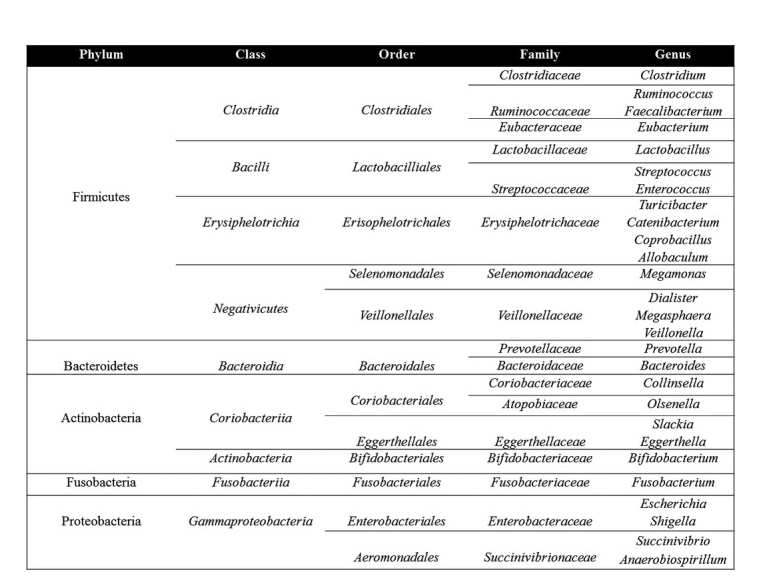 Phylum Class Order Family Genus
Clostridiaceae Clostridium
Ruminococcus
Clostridia Clostridiales Ruminococcaceae Faecalibacterium
Eubacteraceae Eubacterium
Lactobacillaceae Lactobacillus
Bacilli Lactobacilliales
Streptococcus
Firmicutes Streptococcaceae Enterococcus
Turicibacter
Erysiphelotrichia Erisophelotrichales Erysiphelotrichaceae Catenibacterium
Coprobacillus
Allobaculum
Selenomonadales Selenomonadaceae Megamonas
Dialister
Negativicutes Veillonellales Veillonellaceae Megasphaera
Veillonella
Prevotellaceae Prevotella
Bacteroidetes Bacteroidia Bacteroidales Bacteroidaceae Bacteroides
Coriobacteriaceae Collinsella
Coriobacteriales Atopobiaceae Olsenella
Actinobacteria Coriobacteriia Slackia
Eggerthellales Eggerthellaceae Eggerthella
Actinobacteria Bifidobacteriales Bifidobacteriaceae Bifidobacterium
Fusobacteria Fusobacteriia Fusobacteriales Fusobacteriaceae Fusobacterium
Escherichia
Proteobacteria Gammaproteobacteria Enterobacteriales Enterobacteraceae Shigella
Succinivibrio
Aeromonadales Succinivibrionaceae Anaerobiospirillum